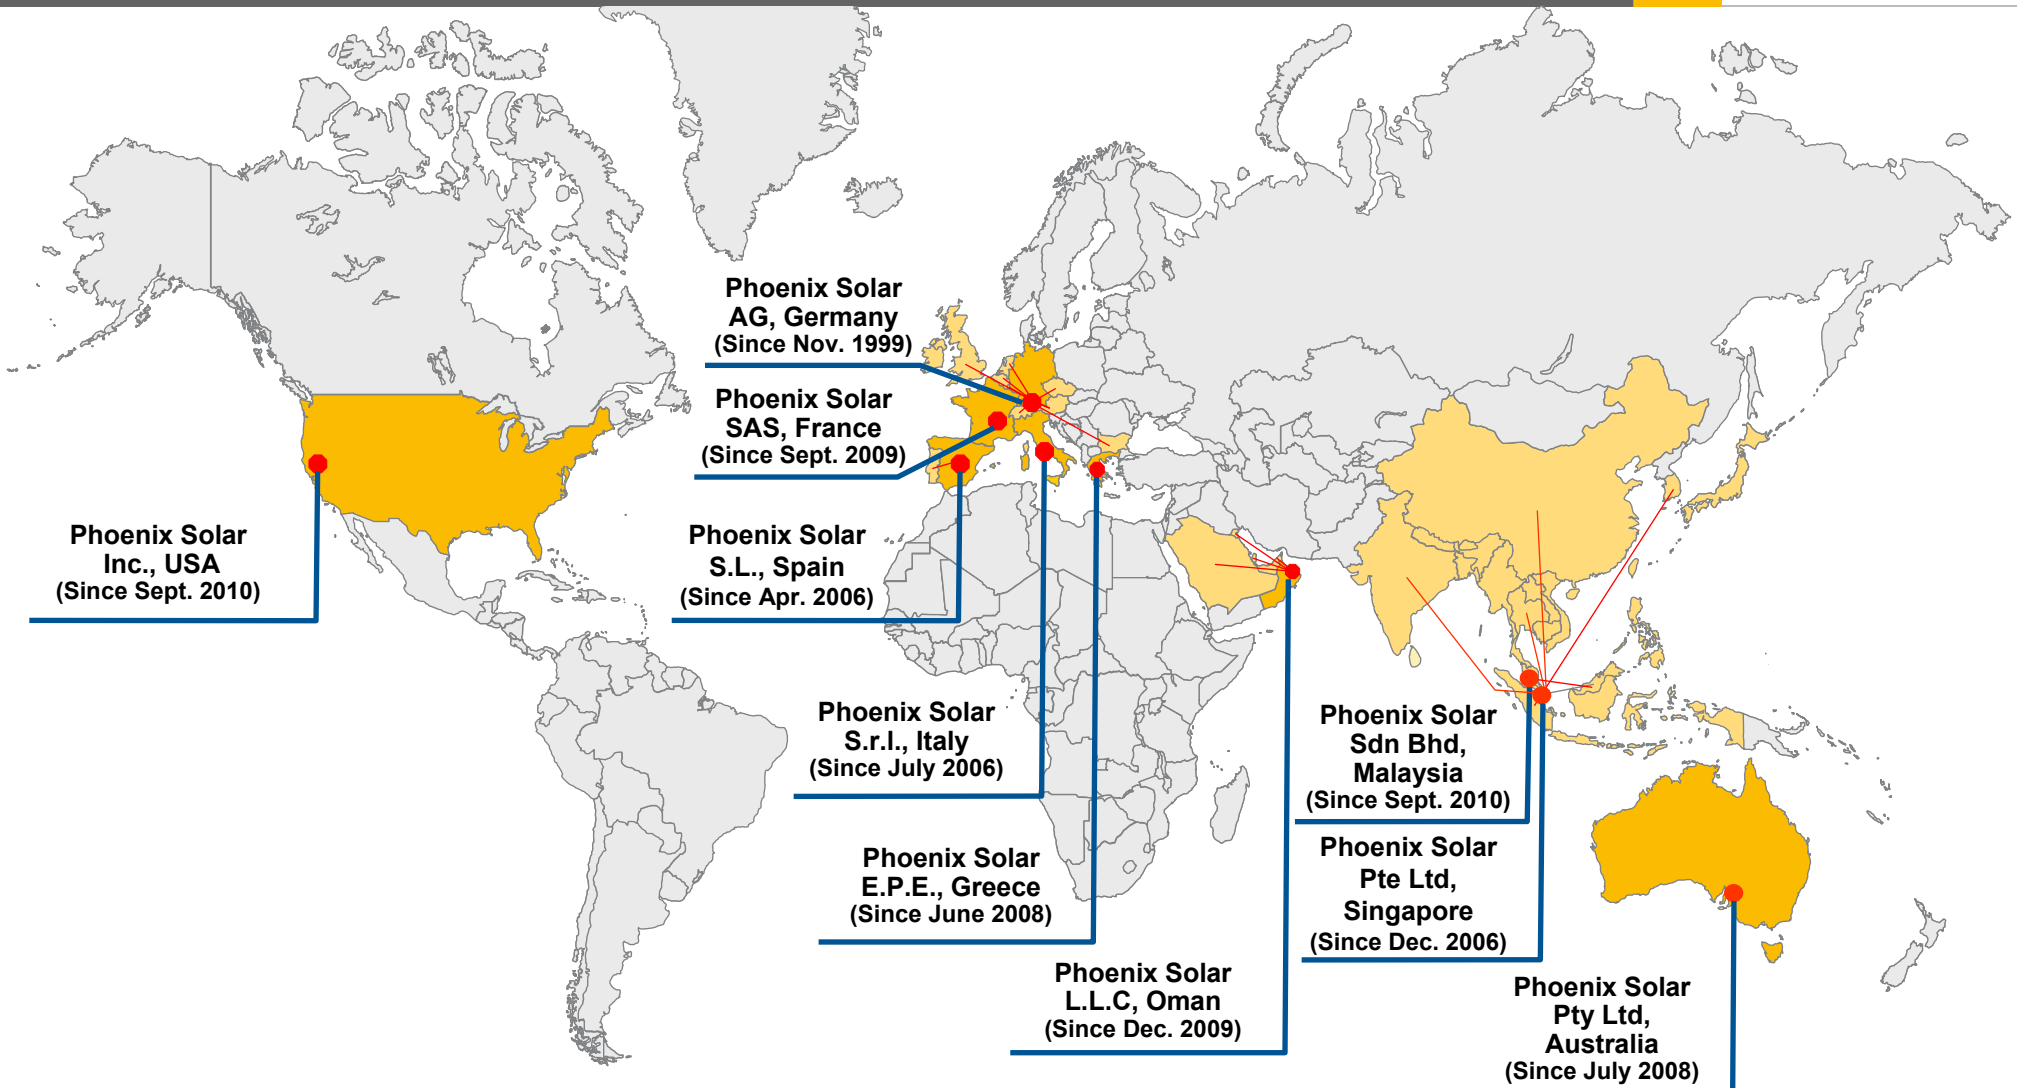 Phoenix Solar
AG, Germany
(Since Nov. 1999)
Phoenix Solar
SAS, France
(Since Sept. 2009)
Phoenix Solar
Inc., USA
(Since Sept. 2010)
Phoenix Solar
S.L., Spain
(Since Apr. 2006)
Phoenix Solar
S.r.l., Italy
(Since July 2006)
Phoenix Solar
E.P.E., Greece
(Since June 2008)
Phoenix Solar
L.L.C, Oman
(Since Dec. 2009)
Phoenix Solar
Sdn Bhd,
Malaysia
(Since Sept. 2010)
Phoenix Solar
Pte Ltd,
Singapore
(Since Dec. 2006)
Phoenix Solar
Pty Ltd,
Australia
(Since July 2008)